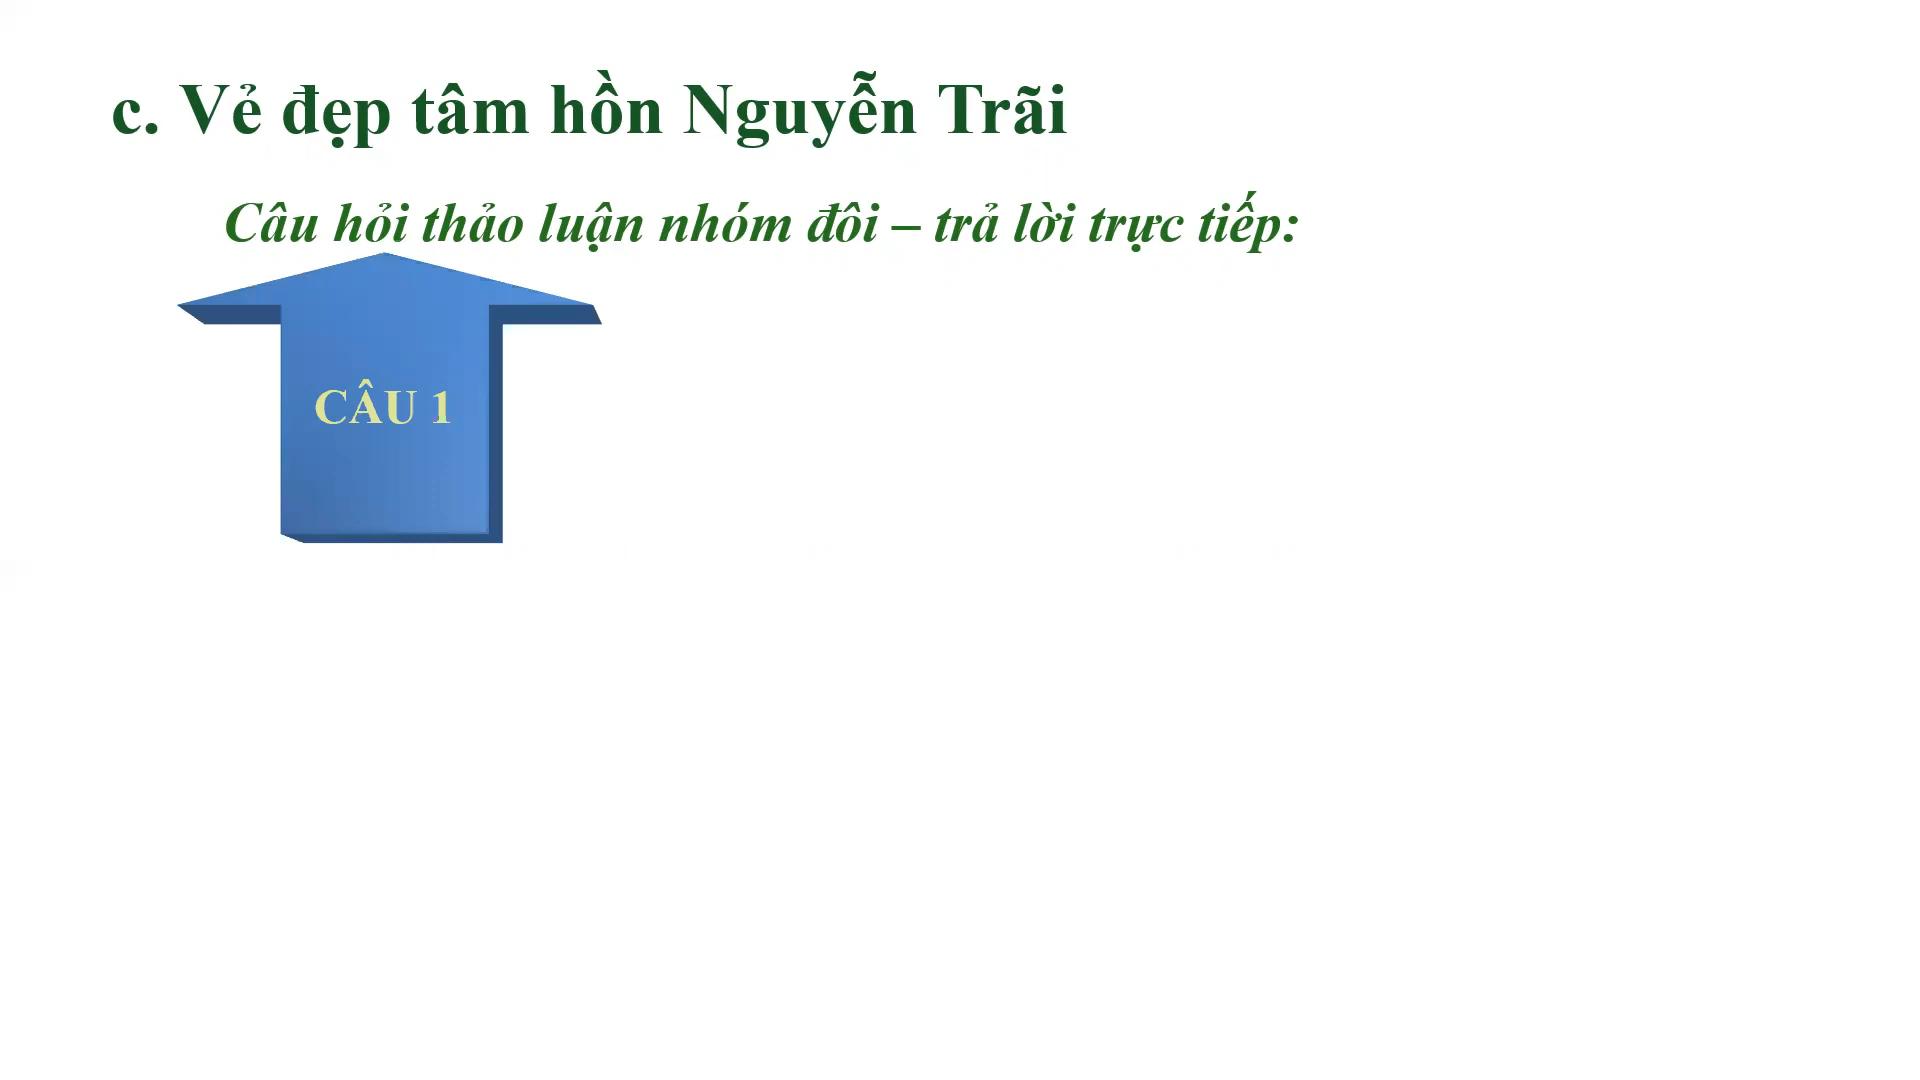 c. Vẻ đẹp tâm hồn Nguyễn Trãi
Câu hỏi thảo luận nhóm đôi – trả lời trực tiếp:
CÂU 1